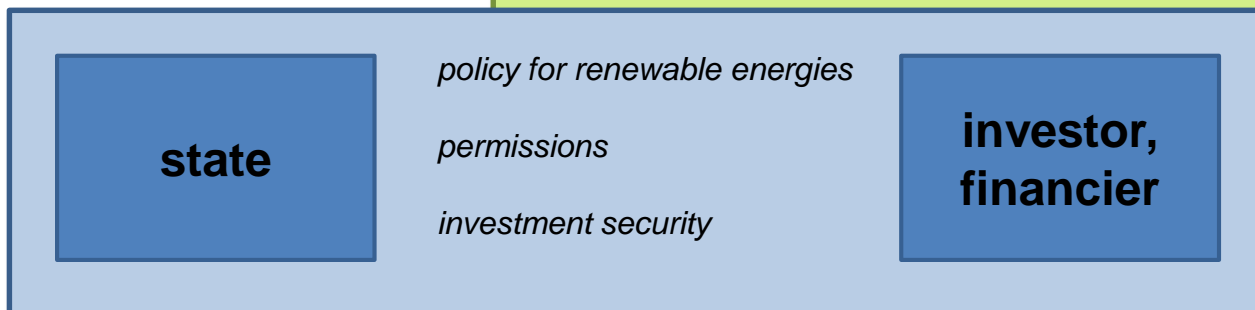 state
policy for renewable energies
permissions
investment security
investor,
financier